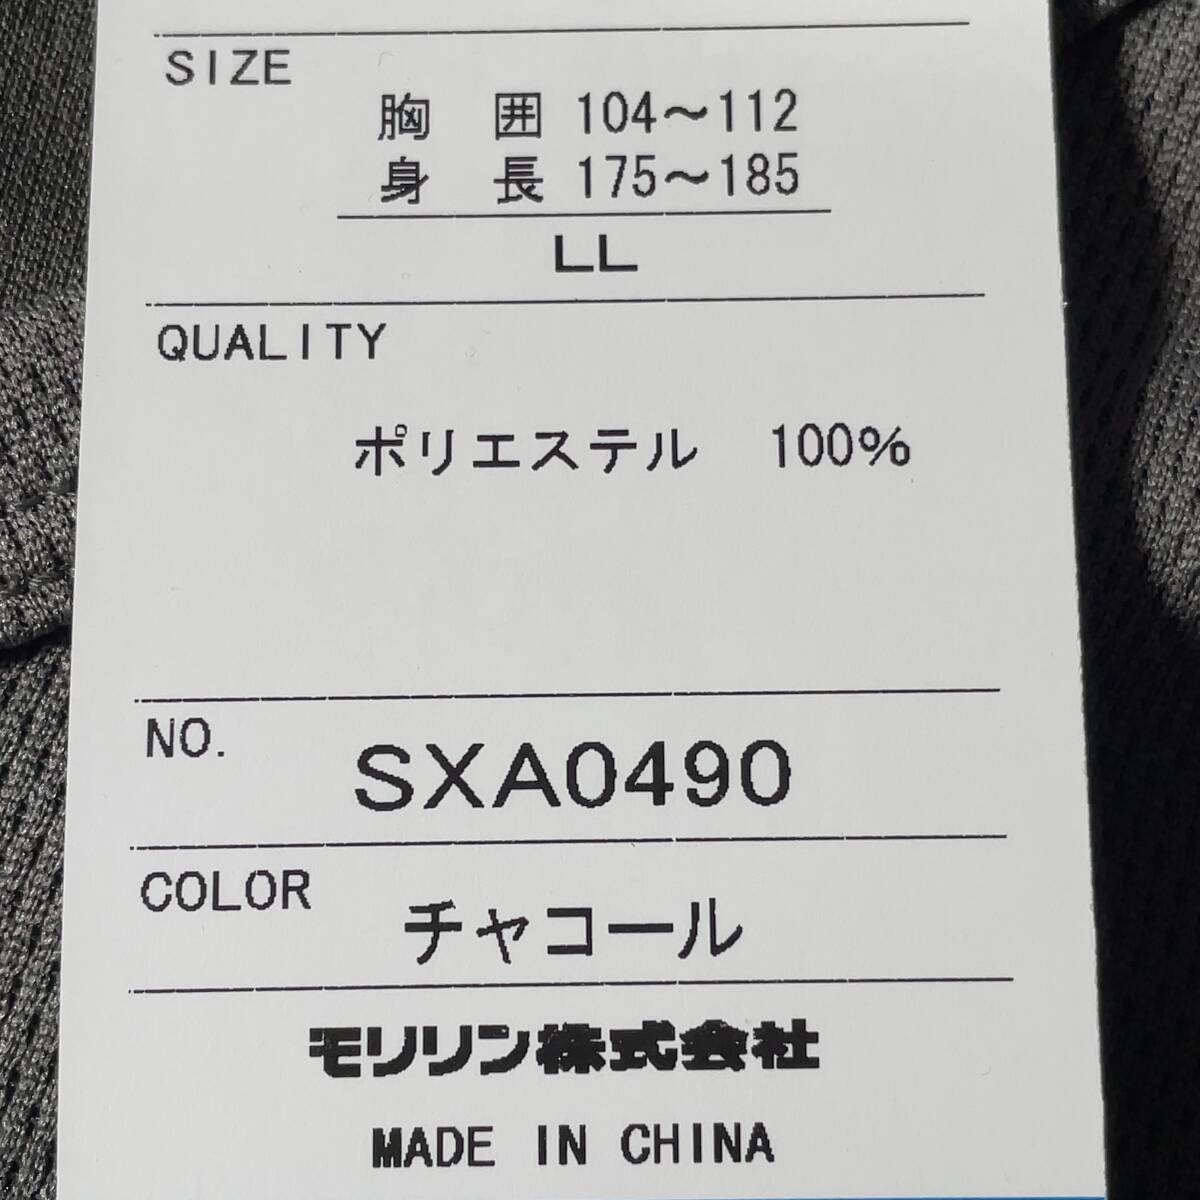 SIZE
胸 囲 104～112
身 長 175～185
LL
QUALITY
ポリエステル 100%
NO.
SXA0490
COLOR
チャコール
モリリン株式会社
MADE IN CHINA